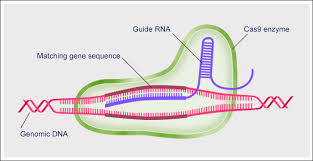 Guide RNA
Cas9 enzyme
Matching gene sequence
Genomic DNA